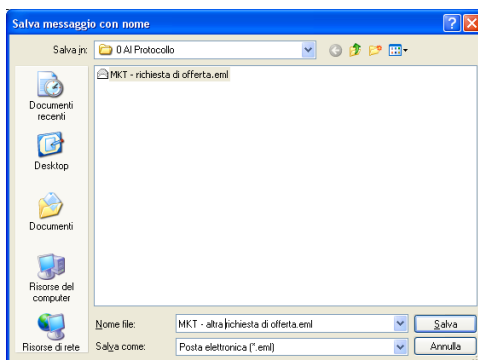 Salva messaggio con nome
Salva in:
0 Al Protocollo
MKT - richiesta di offerta.eml
Documenti
recenti
Desktop
Documenti
Risorse del
computer
Risorse di rete
Nome file:
MKT - altra richiesta di offerta.eml
Salva
Salva come:
Posta elettronica (*.eml)
Annulla